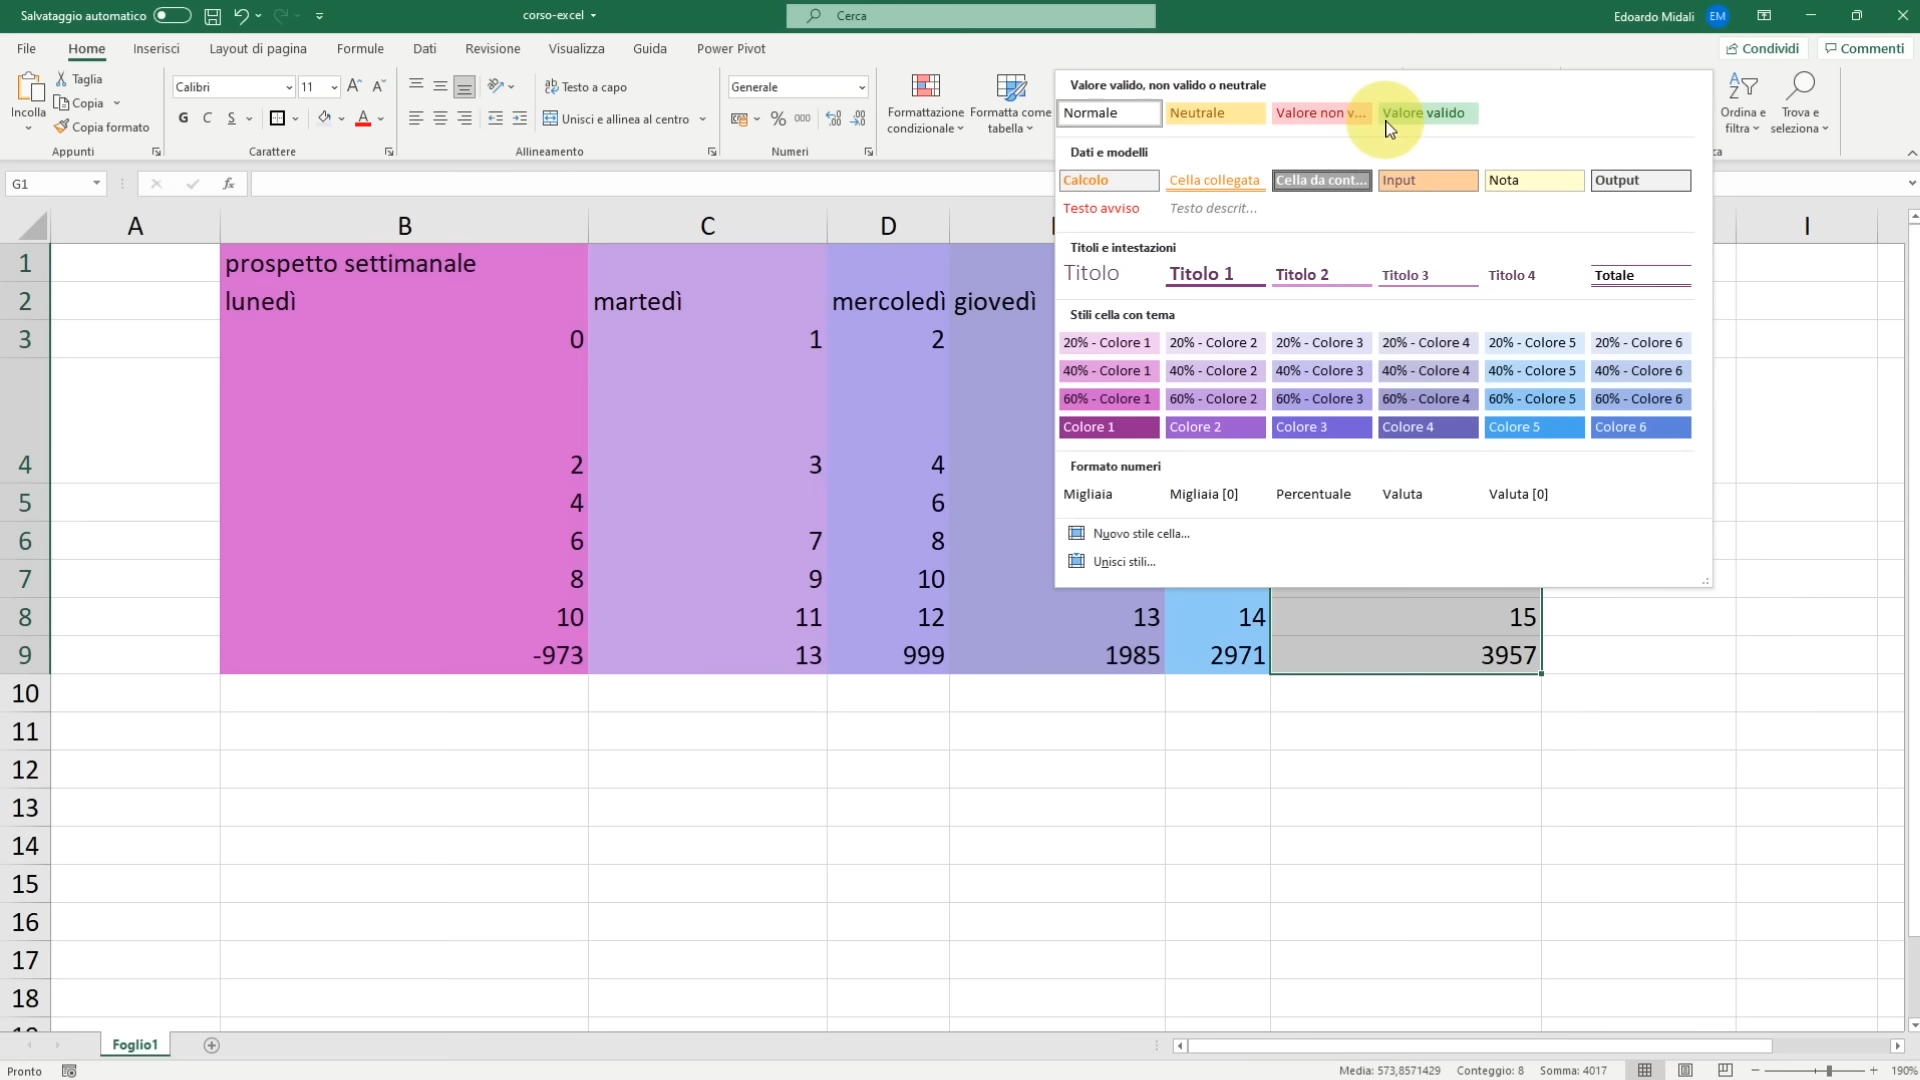 Salvataggio automatico
corso-excel
Cerca
Edoardo Midali
EM
File
Home
Inserisci
Layout di pagina
Formule
Dati
Revisione
Visualizza
Guida
Power Pivot
Condividi
Commenti
Incolla
Taglia
Copia
Copia formato
Appunti
Calibri
11
G C S
Carattere
Testo a capo
Unisci e allinea al centro
Allineamento
Generale
% 000
Numeri
Formattazione condizionale
Formatta come tabella
Ordina e filtra
Trova e seleziona
Valore valido, non valido o neutrale
Normale
Neutrale
Valore non v...
Valore valido
Dati e modelli
Calcolo
Cella collegata
Cella da cont...
Input
Nota
Output
Testo avviso
Testo descrit...
Titoli e intestazioni
Titolo
Titolo 1
Titolo 2
Titolo 3
Titolo 4
Totale
Stili cella con tema
20% - Colore 1
20% - Colore 2
20% - Colore 3
20% - Colore 4
20% - Colore 5
20% - Colore 6
40% - Colore 1
40% - Colore 2
40% - Colore 3
40% - Colore 4
40% - Colore 5
40% - Colore 6
60% - Colore 1
60% - Colore 2
60% - Colore 3
60% - Colore 4
60% - Colore 5
60% - Colore 6
Colore 1
Colore 2
Colore 3
Colore 4
Colore 5
Colore 6
Formato numeri
Migliaia
Migliaia [0]
Percentuale
Valuta
Valuta [0]
Nuovo stile cella...
Unisci stili...
G1
fx
A B C D I
1 prospetto settimanale
2 lunedì martedì mercoledì giovedì
3 0 1 2
4 2 3 4
5 4 6
6 6 7 8
7 8 9 10
8 10 11 12 13 14 15
9 -973 13 999 1985 2971 3957
10
11
12
13
14
15
16
17
18
Foglio1
Pronto
Media: 573,8571429
Conteggio: 8
Somma: 4017
190%